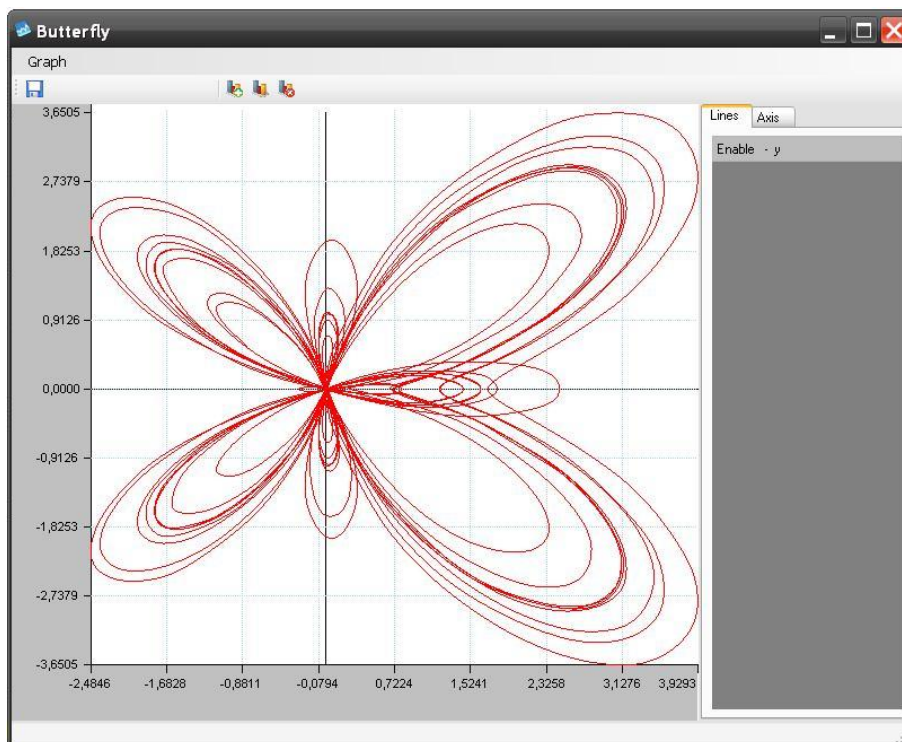 Butterfly
Graph
Lines Axis
Enable - y
3,6505
2,7379
1,8253
0,9126
0,0000
-0,9126
-1,8253
-2,7379
-3,6505
-2,4846 -1,6828 -0,8811 -0,0794 0,7224 1,5241 2,3258 3,1276 3,9293